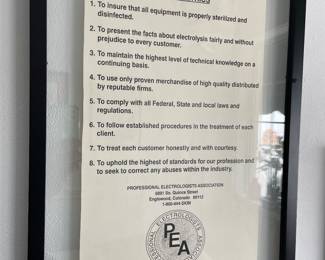 1. To insure that all equipment is properly sterilized and
disinfected.
2. To present the facts about electrolysis fairly and without
prejudice to every customer.
3. To maintain the highest level of technical knowledge on a
continuing basis.
4. To use only proven merchandise of high quality distributed
by reputable firms.
5. To comply with all Federal, State and local laws and
regulations.
6. To follow established procedures in the treatment of each
client.
7. To treat each customer honestly and with courtesy.
8. To uphold the highest of standards for our profession and
to seek to correct any abuses within the industry.
PROFESSIONAL ELECTROLOGISTS ASSOCIATION
Englewood, Colorado
PEA
PROFESSIONAL ELECTROLOGISTS